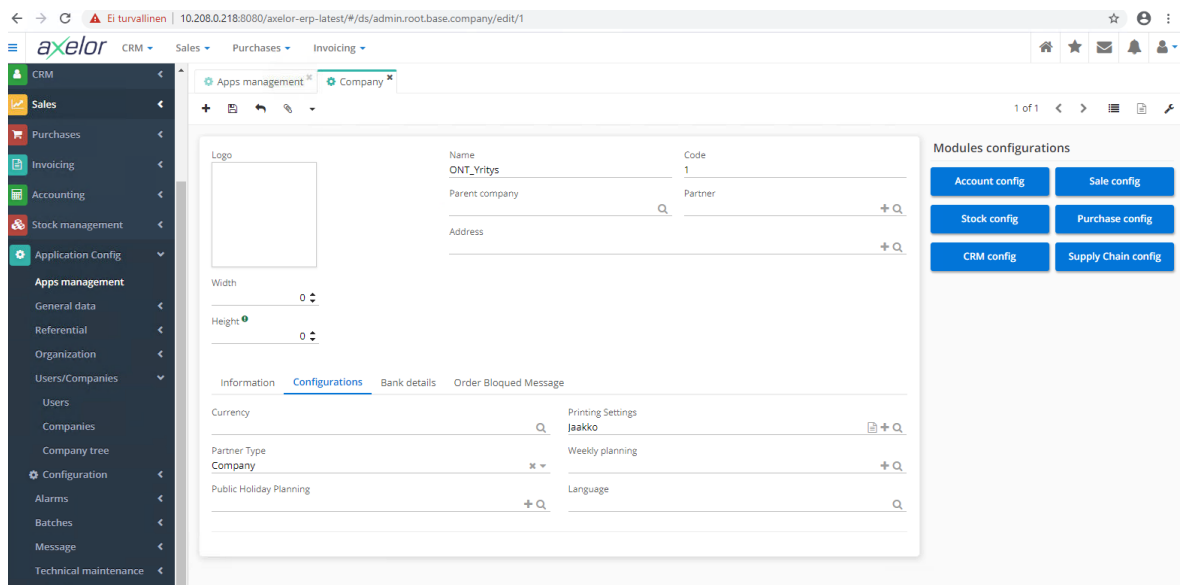 Ei turvallinen | 10.208.0.218:8080/axelor-erp-latest/#/ds/admin.root.base.company/edit/1
axelor CRM Sales Purchases Invoicing
CRM
Sales
Purchases
Invoicing
Accounting
Stock management
Application Config
Apps management
General data
Referential
Organization
Users/Companies
Users
Companies
Company tree
Configuration
Alarms
Batches
Message
Technical maintenance
Apps management Company
1 of 1
Logo
Width
0
Height
0
Name
ONT_Yritys
Code
1
Parent company
Partner
Address
Information Configurations Bank details Order Bloqued Message
Currency
Printing Settings
Jaakko
Partner Type
Company
Weekly planning
Public Holiday Planning
Language
Modules configurations
Account config Sale config
Stock config Purchase config
CRM config Supply Chain config